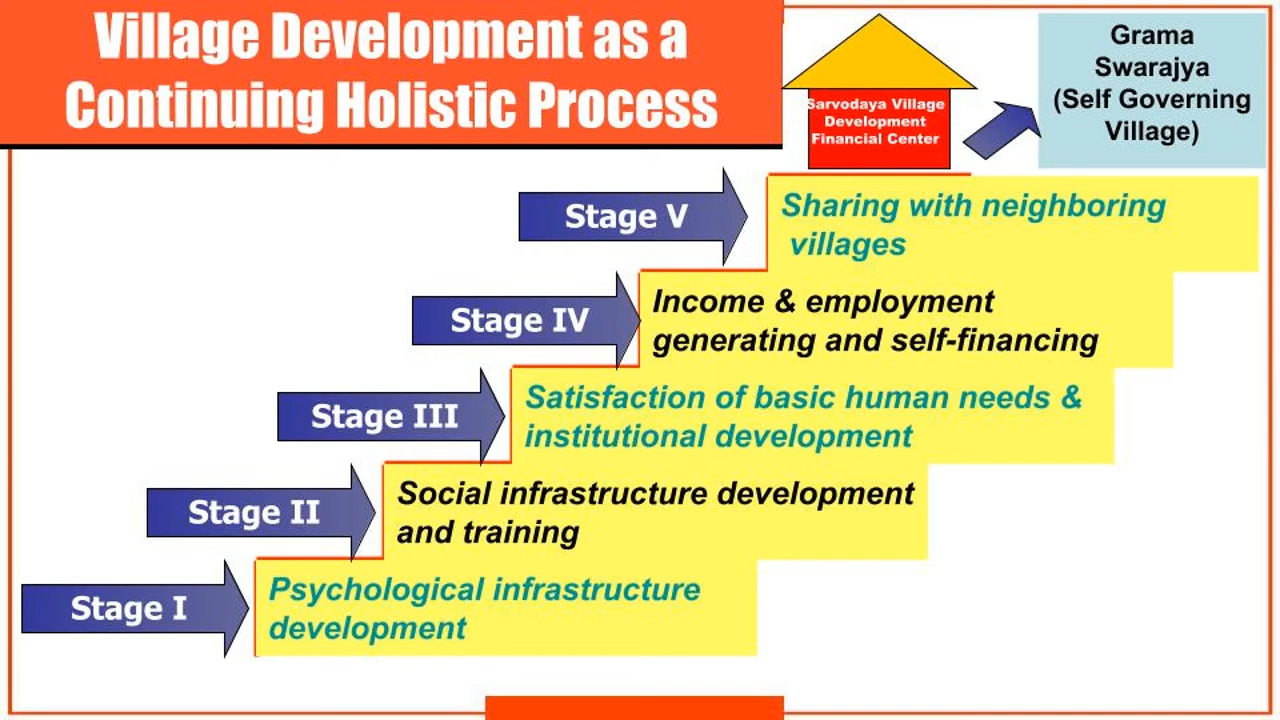 Village Development as a
Continuing Holistic Process
Sarvodaya Village
Development
Financial Center
Grama
Swarajya
(Self Governing
Village)
Stage V
Sharing with neighboring
villages
Stage IV
Income & employment
generating and self-financing
Stage III
Satisfaction of basic human needs &
institutional development
Stage II
Social infrastructure development
and training
Stage I
Psychological infrastructure
development